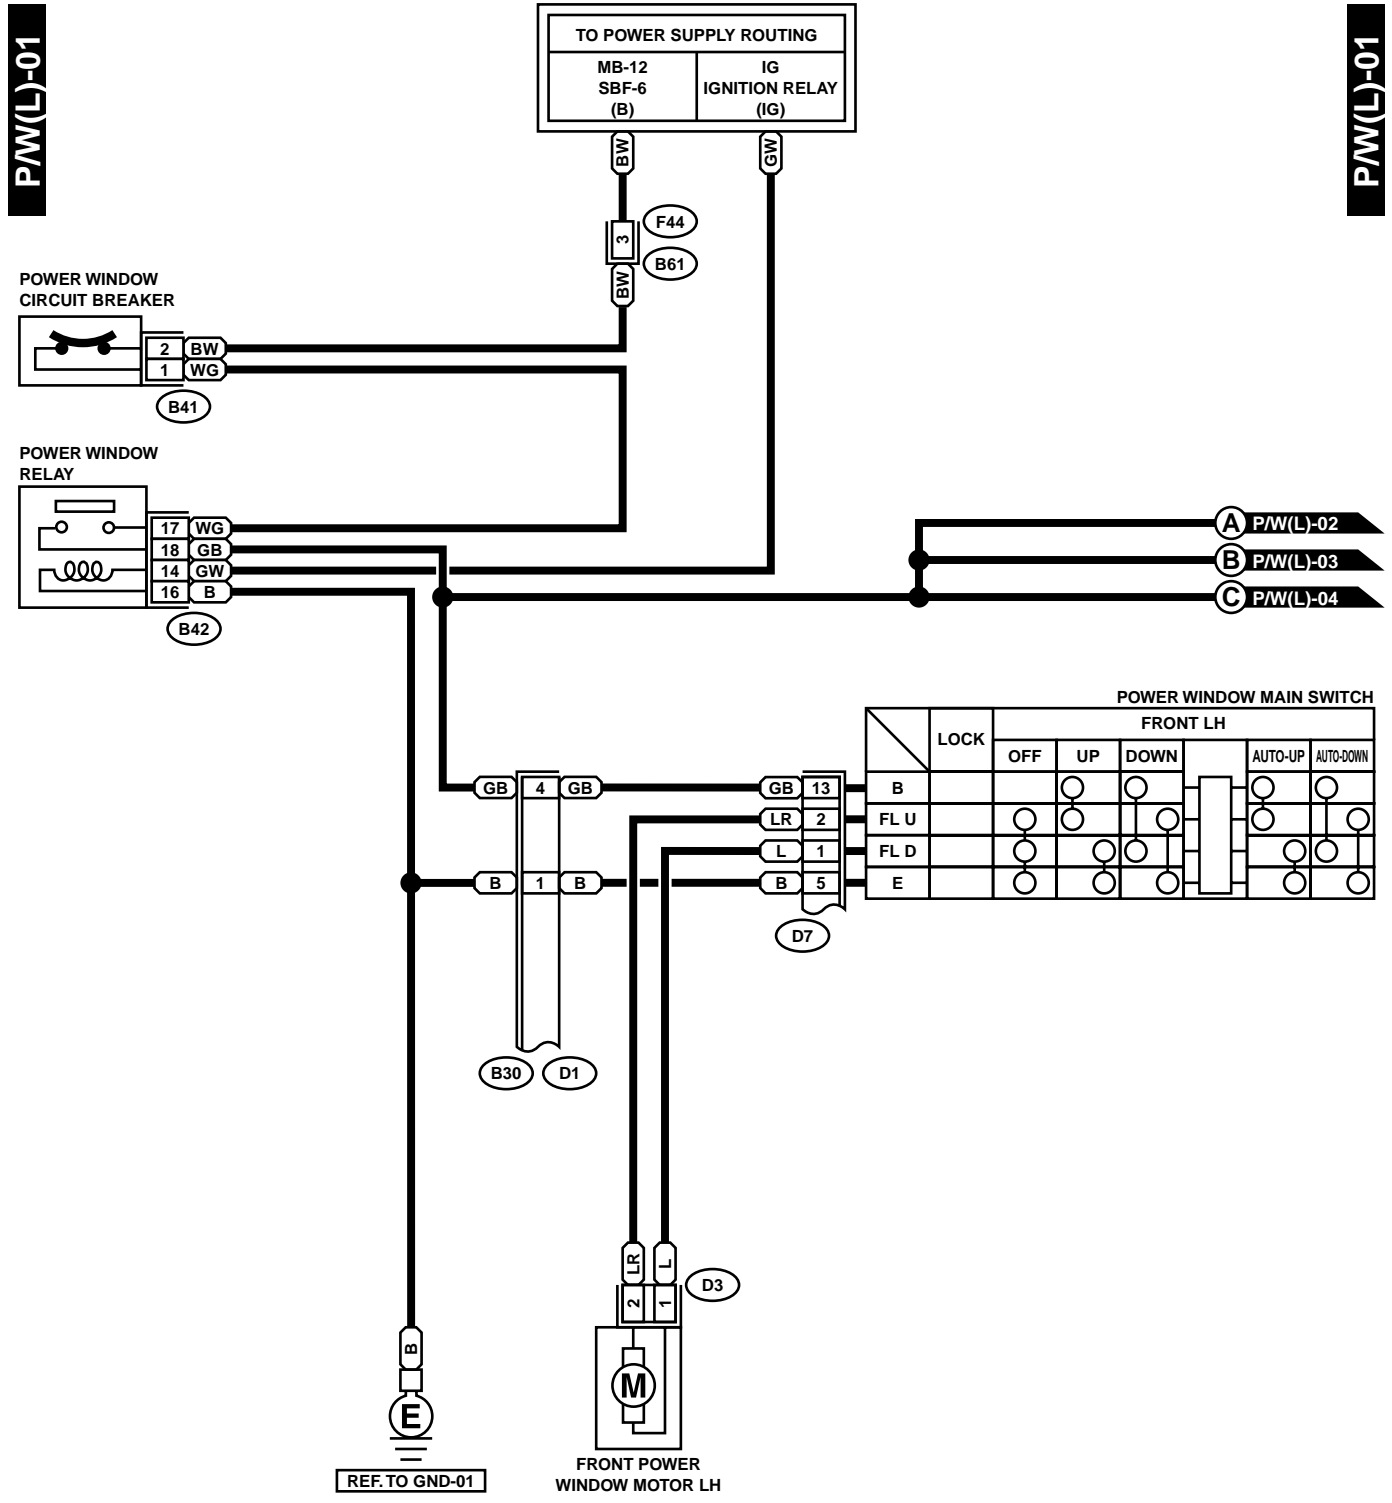 P/W(L)-01
P/W(L)-01
TO POWER SUPPLY ROUTING
MB-12
SBF-6
(B)
IG
IGNITION RELAY
(IG)
BW
GW
3
F44
B61
BW
POWER WINDOW
CIRCUIT BREAKER
2 BW
1 WG
B41
POWER WINDOW
RELAY
17 WG
18 GB
14 GW
16 B
B42
A P/W(L)-02
B P/W(L)-03
C P/W(L)-04
POWER WINDOW MAIN SWITCH
LOCK
FRONT LH
OFF UP DOWN AUTO-UP AUTO-DOWN
GB 4 GB GB 13 B
LR 2 FL U
L 1 FL D
B 1 B B 5 E
D7
B30 D1
LR L
D3
2 1
B
M
E
REF. TO GND-01
FRONT POWER
WINDOW MOTOR LH